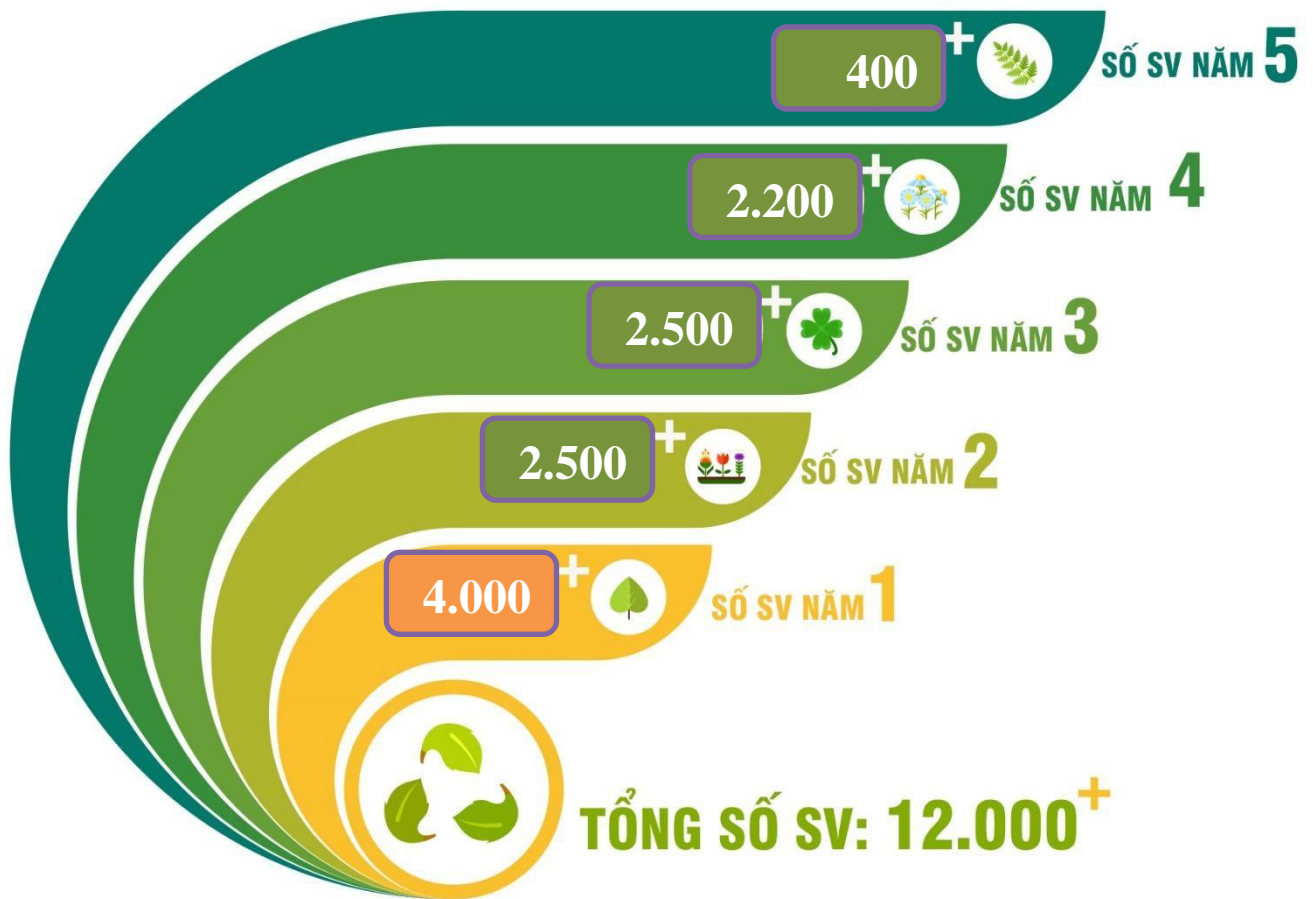 400+ SỐ SV NĂM 5
2.200+ SỐ SV NĂM 4
2.500+ SỐ SV NĂM 3
2.500+ SỐ SV NĂM 2
4.000+ SỐ SV NĂM 1
TỔNG SỐ SV: 12.000+